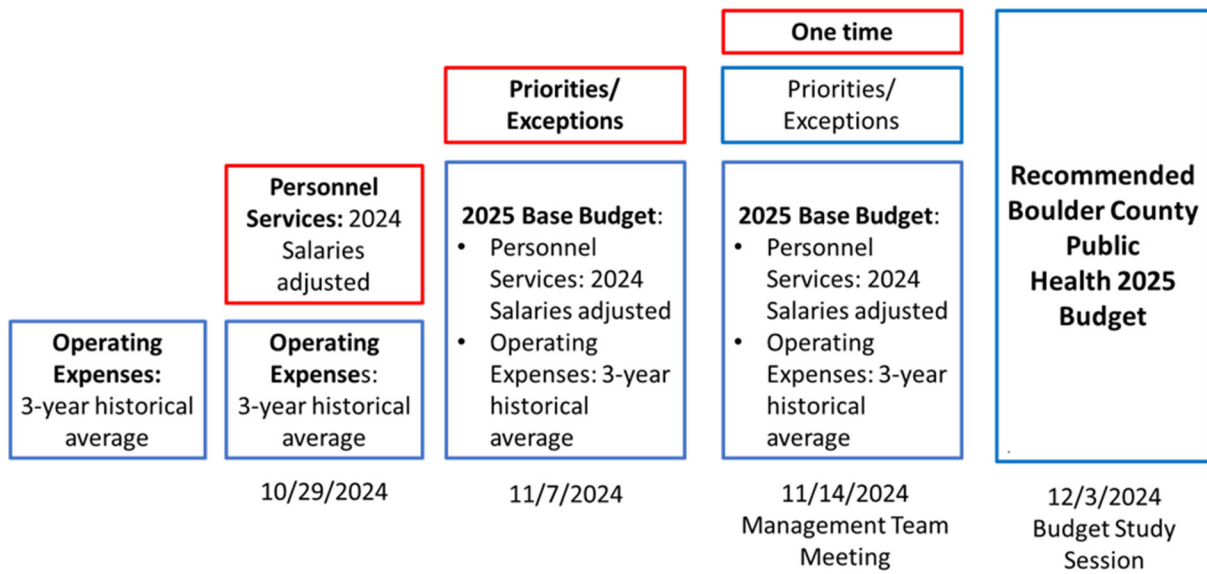 Operating
Expenses:
3-year historical
average
Personnel
Services: 2024
Salaries
adjusted
Operating
Expenses:
3-year historical
average
10/29/2024
Priorities/
Exceptions
2025 Base Budget:
• Personnel
Services: 2024
Salaries adjusted
• Operating
Expenses: 3-year
historical
average
11/7/2024
One time
Priorities/
Exceptions
2025 Base Budget:
• Personnel
Services: 2024
Salaries adjusted
• Operating
Expenses: 3-year
historical
average
11/14/2024
Management Team
Meeting
Recommended
Boulder County
Public
Health 2025
Budget
.
12/3/2024
Budget Study
Session